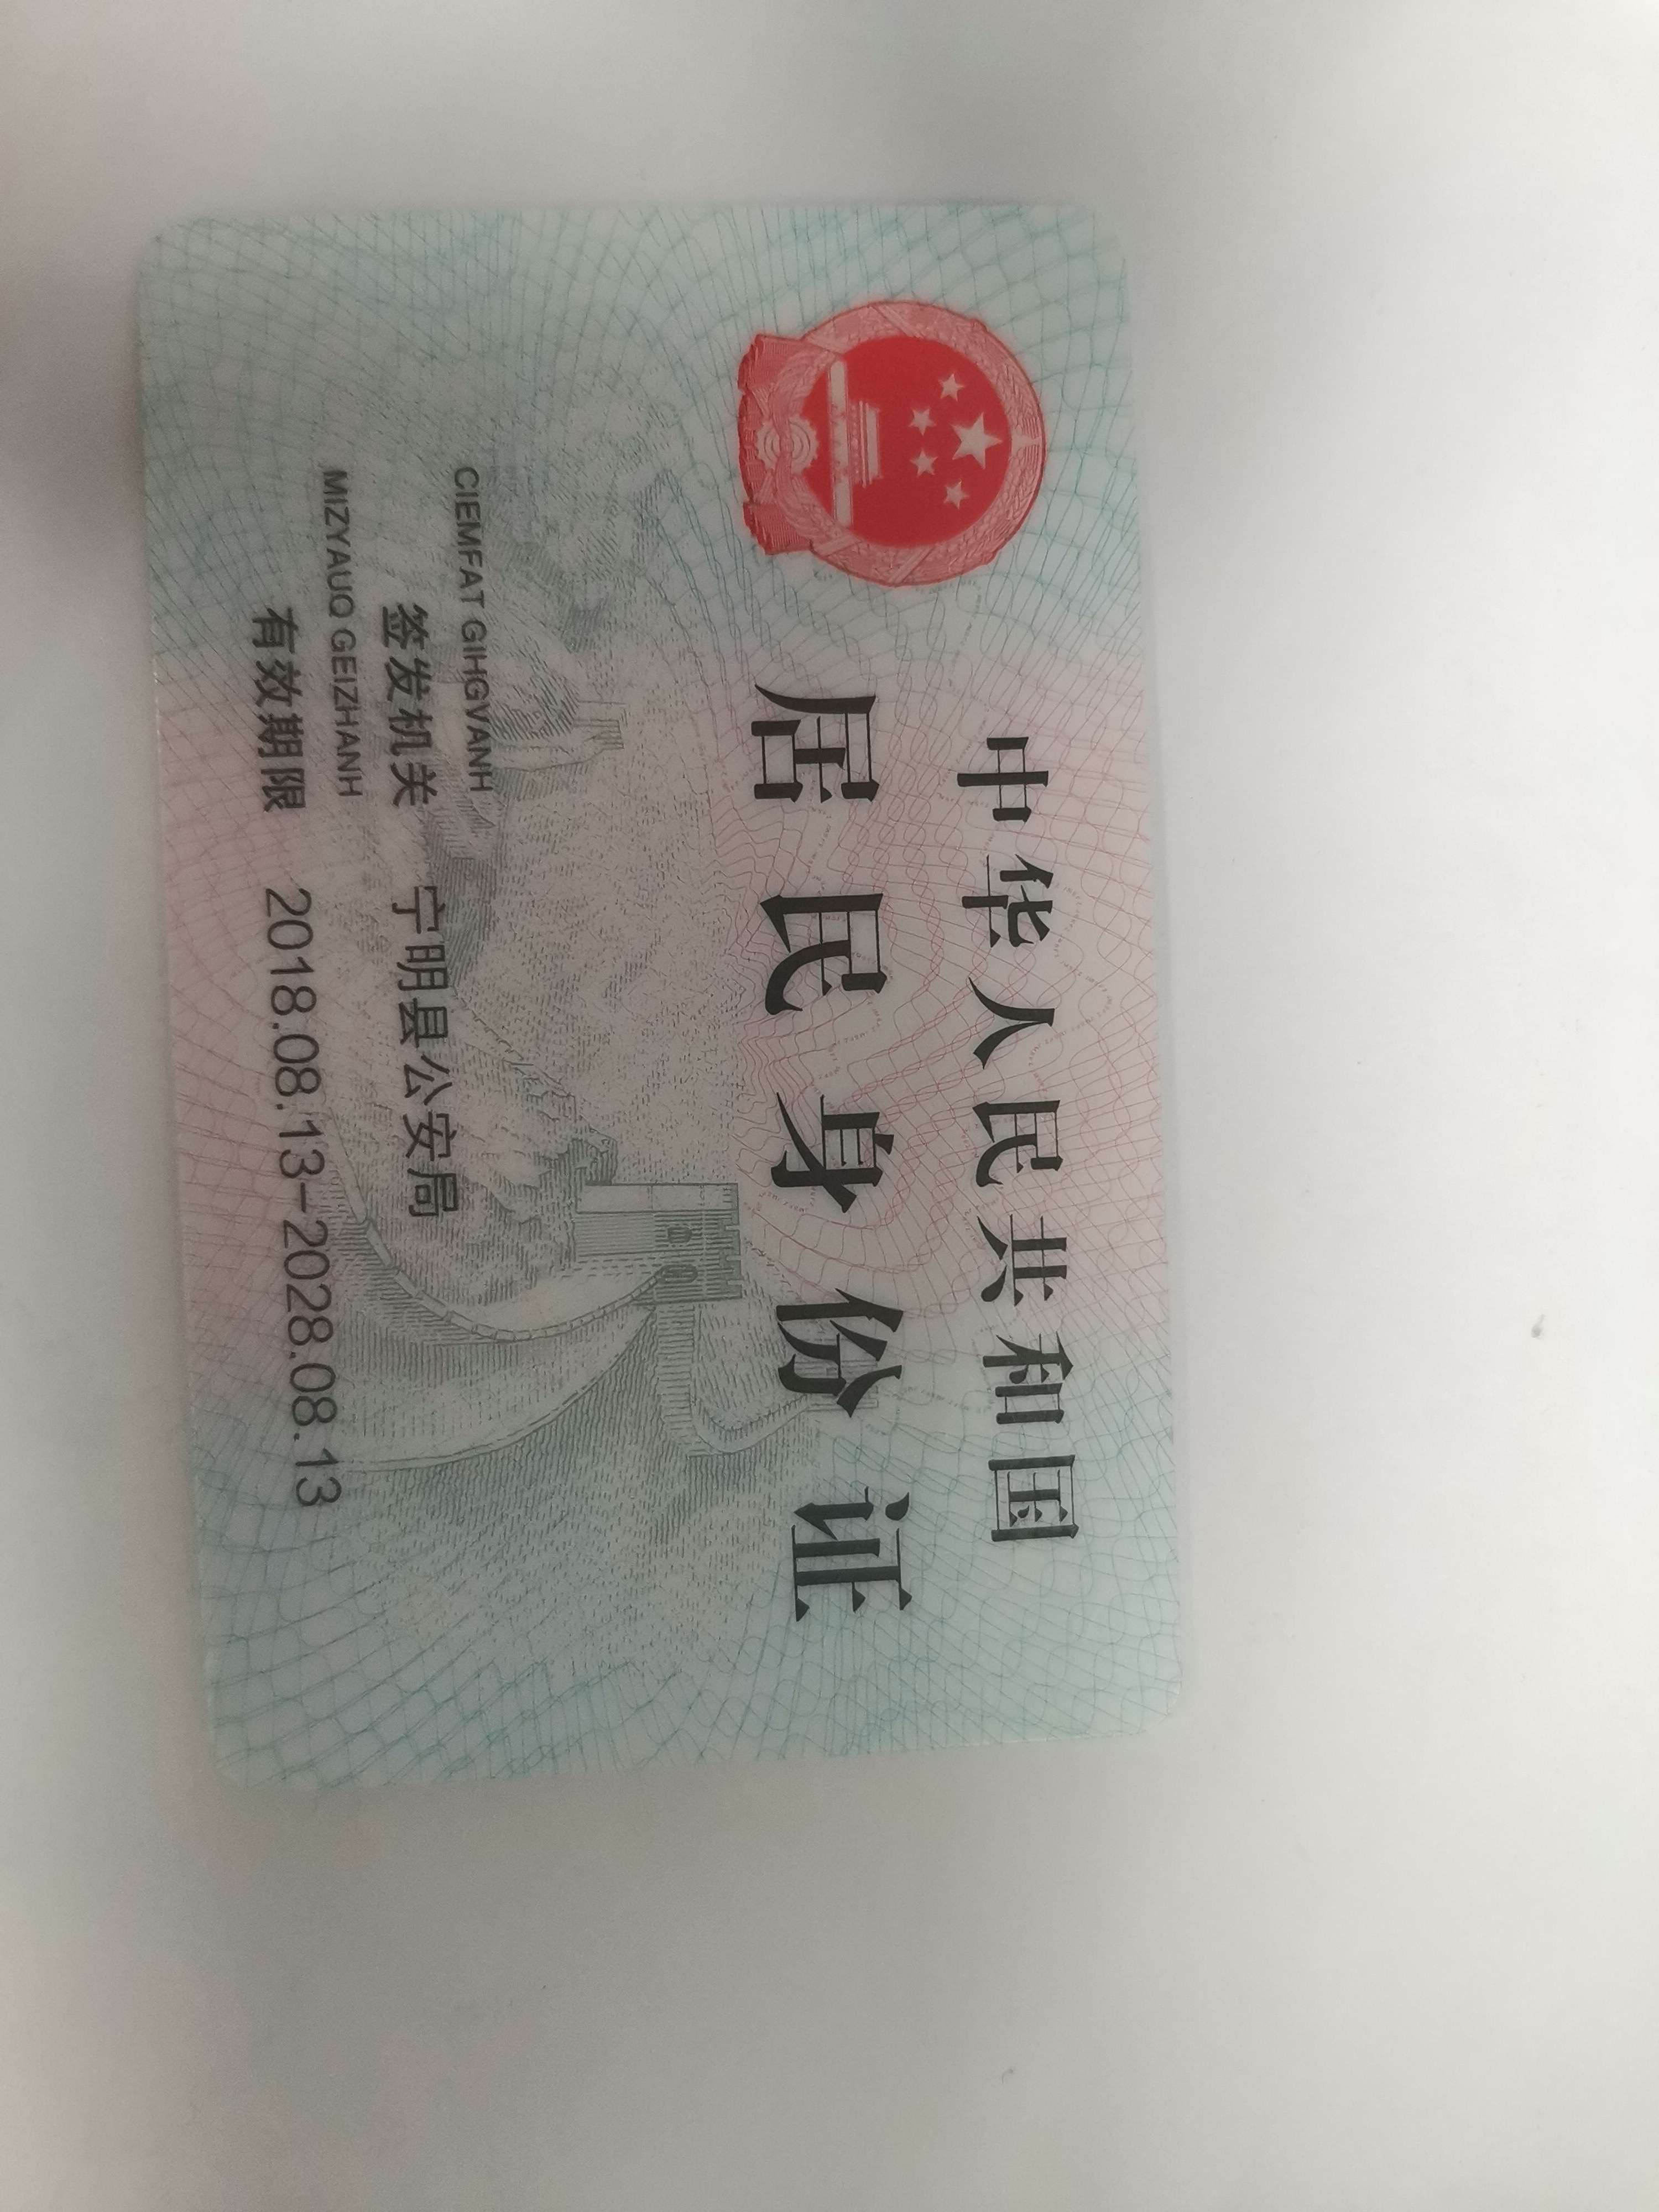 中华人民共和国
居民身份证
CIEMFAT GIHGVANH
签发机关 宁明县公安局
MIZYAUQ GEIZHANH
有效期限 2018.08.13-2028.08.13